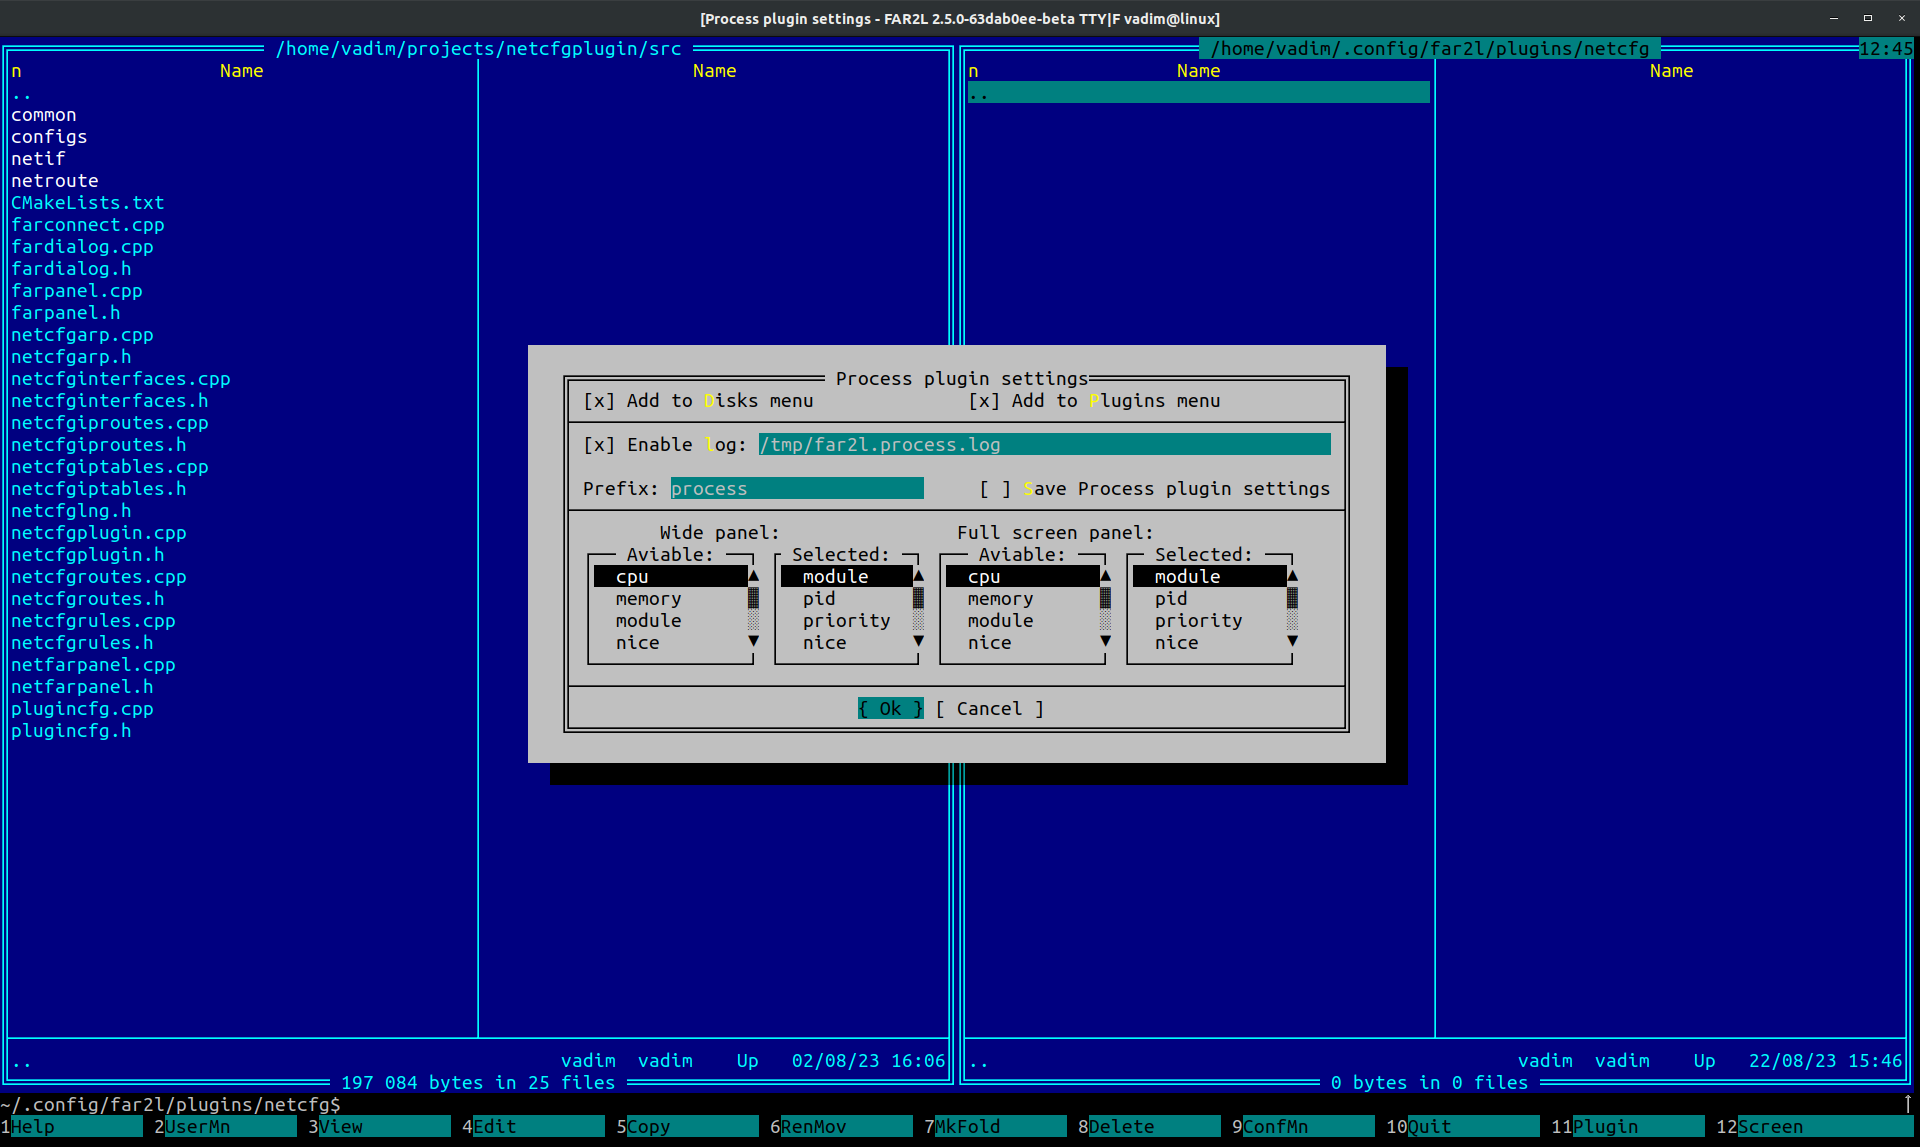 [Process plugin settings - FAR2L 2.5.0-63dab0ee-beta TTY|F vadim@linux]
/home/vadim/projects/netcfgplugin/src
/home/vadim/.config/far2l/plugins/netcfg
12:45
n Name Name
n Name Name
..
..
common
configs
netif
netroute
CMakeLists.txt
farconnect.cpp
fardialog.cpp
fardialog.h
farpanel.cpp
farpanel.h
netcfgarp.cpp
netcfgarp.h
netcfginterfaces.cpp
netcfginterfaces.h
netcfgiproutes.cpp
netcfgiproutes.h
netcfgiptables.cpp
netcfgiptables.h
netcfglng.h
netcfgplugin.cpp
netcfgplugin.h
netcfgroutes.cpp
netcfgroutes.h
netcfgrules.cpp
netcfgrules.h
netfarpanel.cpp
netfarpanel.h
plugincfg.cpp
plugincfg.h
Process plugin settings
[x] Add to Disks menu [x] Add to Plugins menu
[x] Enable log: /tmp/far2l.process.log
Prefix: process [ ] Save Process plugin settings
Wide panel: Full screen panel:
Aviable: Selected: Aviable: Selected:
cpu module cpu module
memory pid memory pid
module priority module priority
nice nice nice nice
{ Ok } [ Cancel ]
.. vadim vadim Up 02/08/23 16:06
.. vadim vadim Up 22/08/23 15:46
197 084 bytes in 25 files
0 bytes in 0 files
~/.config/far2l/plugins/netcfg$
1Help 2UserMn 3View 4Edit 5Copy 6RenMov 7MkFold 8Delete 9ConfMn 10Quit 11Plugin 12Screen